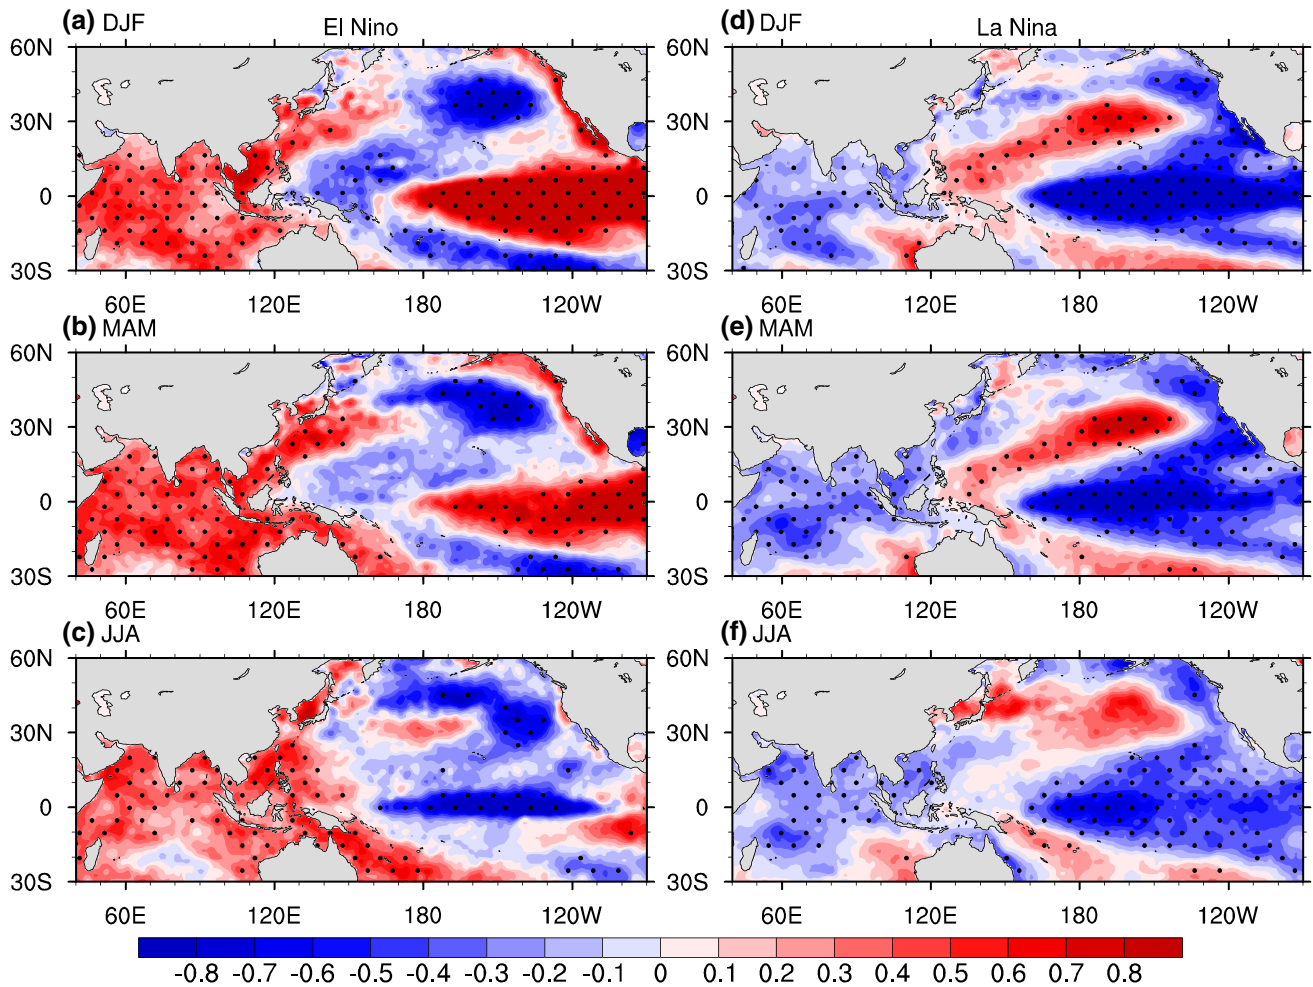 (a) DJF El Nino (d) DJF La Nina
60N 60N
30N 30N
0 0
30S 30S
60E 120E 180 120W 60E 120E 180 120W
(b) MAM (e) MAM
60N 60N
30N 30N
0 0
30S 30S
60E 120E 180 120W 60E 120E 180 120W
(c) JJA (f) JJA
60N 60N
30N 30N
0 0
30S 30S
60E 120E 180 120W 60E 120E 180 120W
-0.8 -0.7 -0.6 -0.5 -0.4 -0.3 -0.2 -0.1 0 0.1 0.2 0.3 0.4 0.5 0.6 0.7 0.8